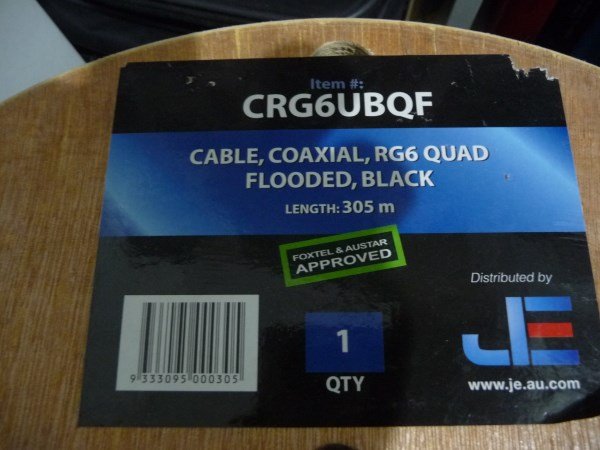 Item #:
CRG6UBQF
CABLE, COAXIAL, RG6 QUAD
FLOODED, BLACK
LENGTH: 305 m
FOXTEL & AUSTAR
APPROVED
Distributed by
JE
www.je.au.com
1
QTY
9 333095 000305